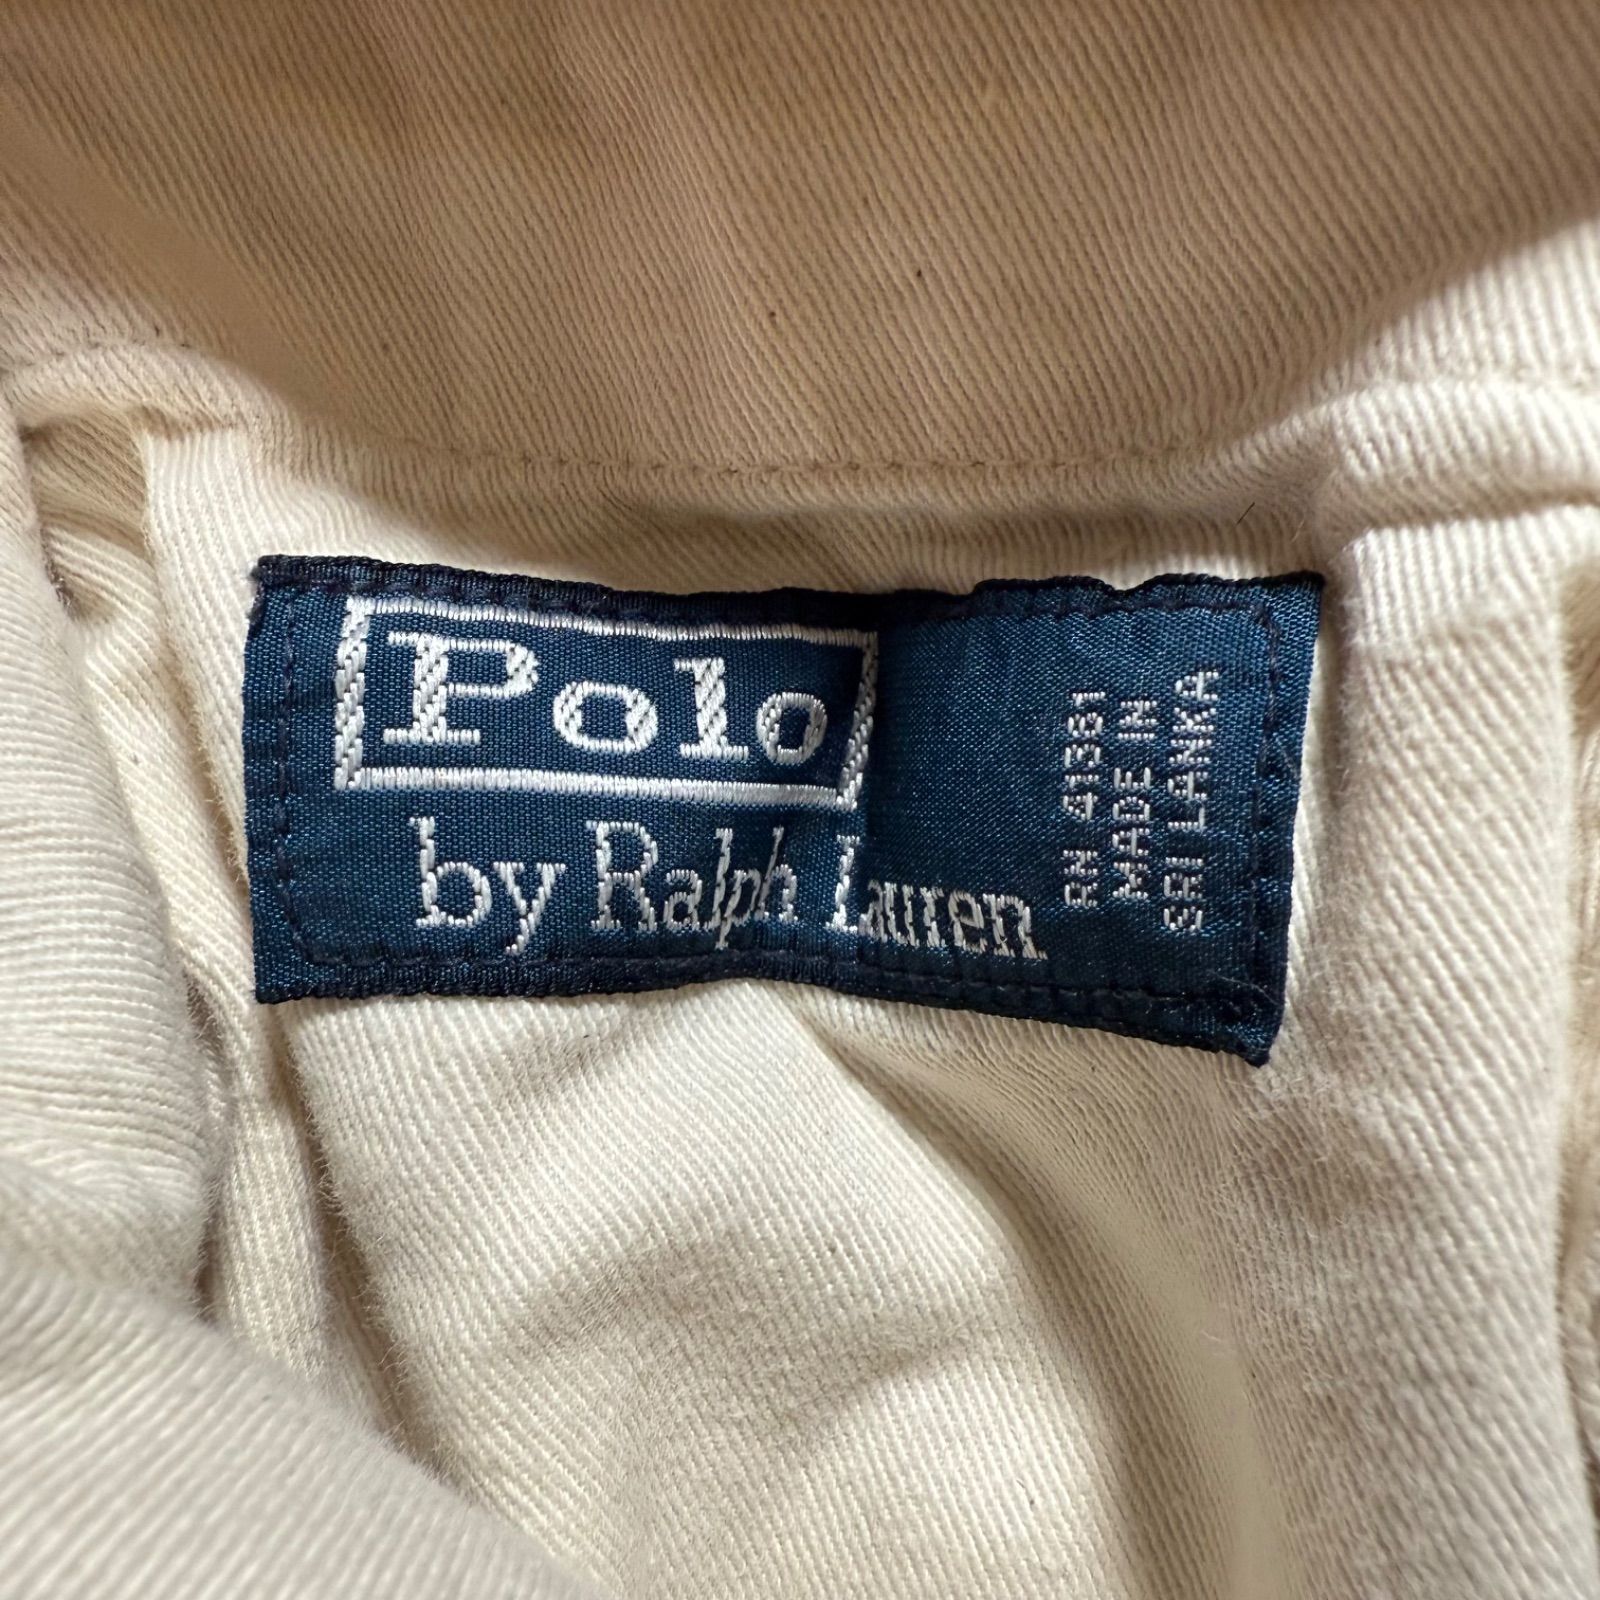 Polo
by Ralph Lauren
RN 41381
MADE IN
SRI LANKA